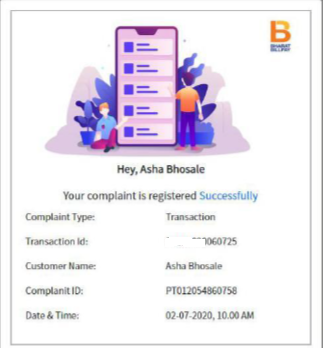 B
BHARAT
BILLPAY
Hey, Asha Bhosale
Your complaint is registered Successfully
Complaint Type: Transaction
Transaction Id: 060725
Customer Name: Asha Bhosale
Complanit ID: PT012054860758
Date & Time: 02-07-2020, 10.00 AM